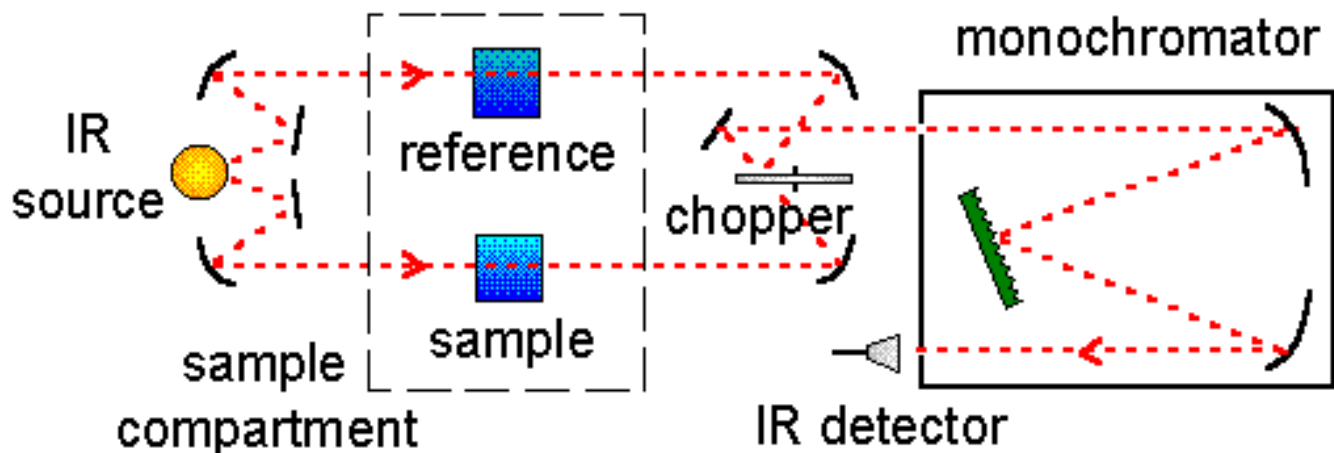 IR
source
reference
sample
sample
compartment
chopper
monochromator
IR detector